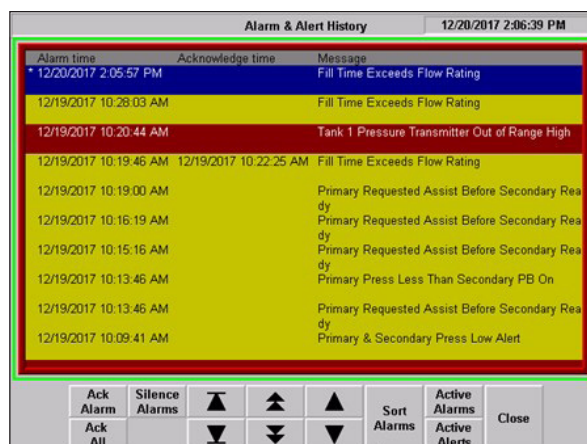 Alarm & Alert History 12/20/2017 2:06:39 PM
Alarm time Acknowledge time Message
* 12/20/2017 2:05:57 PM Fill Time Exceeds Flow Rating
12/19/2017 10:28:03 AM Fill Time Exceeds Flow Rating
12/19/2017 10:20:44 AM Tank 1 Pressure Transmitter Out of Range High
12/19/2017 10:19:46 AM 12/19/2017 10:22:25 AM Fill Time Exceeds Flow Rating
12/19/2017 10:19:00 AM Primary Requested Assist Before Secondary Rea
dy
12/19/2017 10:16:19 AM Primary Requested Assist Before Secondary Rea
dy
12/19/2017 10:15:16 AM Primary Requested Assist Before Secondary Rea
dy
12/19/2017 10:13:46 AM Primary Press Less Than Secondary PB On
12/19/2017 10:13:46 AM Primary Requested Assist Before Secondary Rea
dy
12/19/2017 10:09:41 AM Primary & Secondary Press Low Alert
Ack
Alarm
Silence
Alarms
Sort
Alarms
Active
Alarms
Close
Ack
All
Active
Alerts